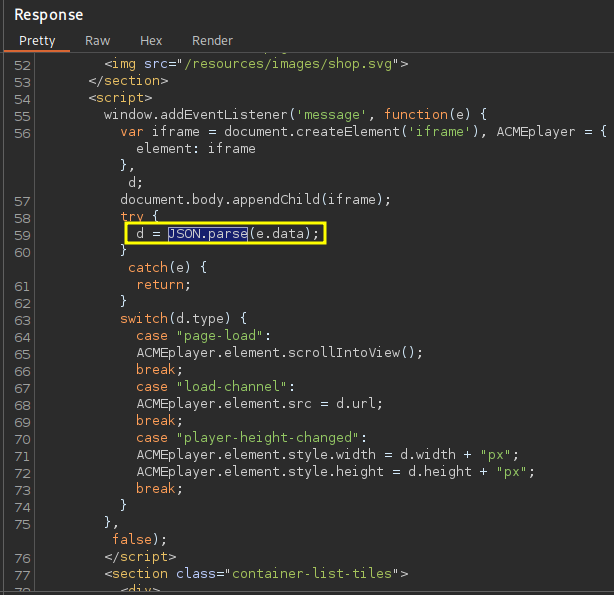 Response
Pretty Raw Hex Render
52 <img src="/resources/images/shop.svg">
53 </section>
54 <script>
55 window.addEventListener('message', function(e) {
56 var iframe = document.createElement('iframe'), ACMEplayer = {
element: iframe
},
d;
57 document.body.appendChild(iframe);
58 try {
59 d = JSON.parse(e.data);
60 }
catch(e) {
61 return;
62 }
63 switch(d.type) {
64 case "page-load":
65 ACMEplayer.element.scrollIntoView();
66 break;
67 case "load-channel":
68 ACMEplayer.element.src = d.url;
69 break;
70 case "player-height-changed":
71 ACMEplayer.element.style.width = d.width + "px";
72 ACMEplayer.element.style.height = d.height + "px";
73 break;
74 }
75 },
false);
76 </script>
77 <section class="container-list-tiles">
78 <div>